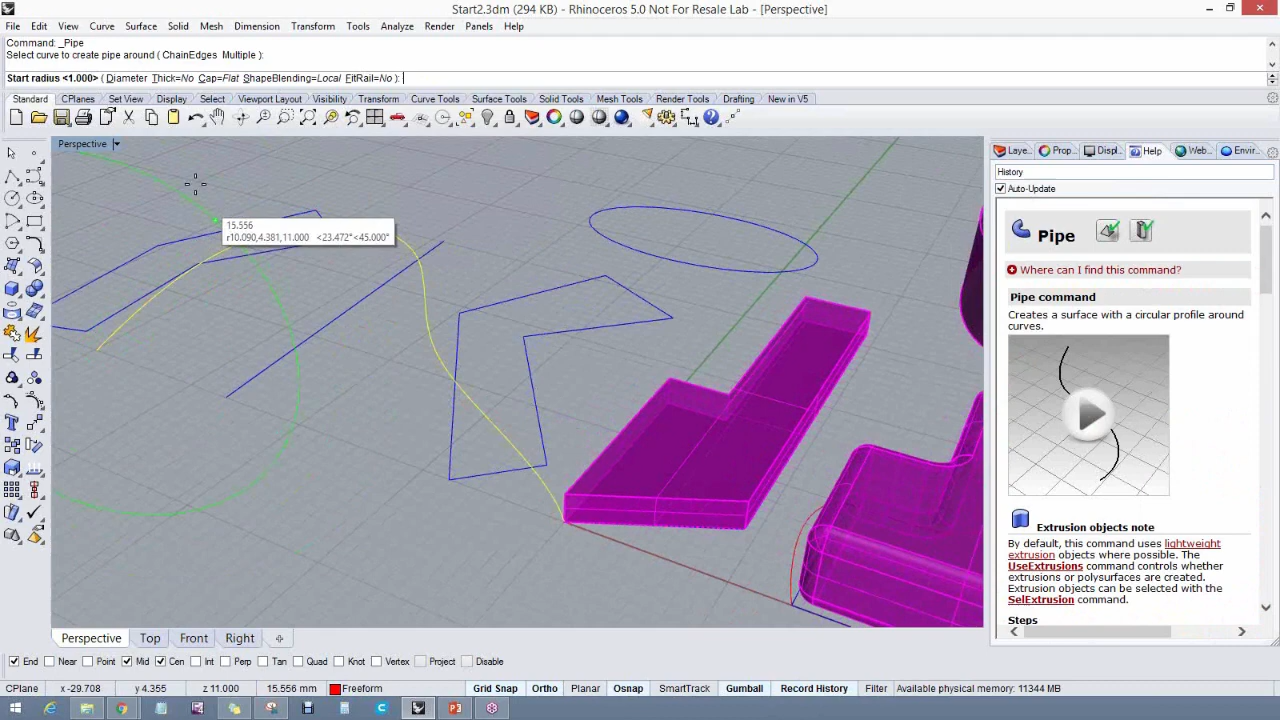 Start2.3dm (294 KB) - Rhinoceros 5.0 Not For Resale Lab - [Perspective]
File Edit View Curve Surface Solid Mesh Dimension Transform Tools Analyze Render Panels Help
Command: _Pipe
Select curve to create pipe around ( ChainEdges Multiple ):
Start radius <1.000> ( Diameter Thick=No Cap=Flat ShapeBlending=Local FitRail=No ):
Standard CPlanes Set View Display Select Viewport Layout Visibility Transform Curve Tools Surface Tools Solid Tools Mesh Tools Render Tools Drafting New in V5
Perspective
15.556
r10.090,4.381,11.000 <23.472°<45.000°
Laye... Prop... Displ... Help Web... Envir...
History
Auto-Update
Pipe
Where can I find this command?
Pipe command
Creates a surface with a circular profile around
curves.
Extrusion objects note
By default, this command uses lightweight
extrusion objects where possible. The
UseExtrusions command controls whether
extrusions or polysurfaces are created.
Extrusion objects can be selected with the
SelExtrusion command.
Steps
Perspective Top Front Right
End Near Point Mid Cen Int Perp Tan Quad Knot Vertex Project Disable
CPlane x -29.708 y 4.355 z 11.000 15.556 mm Freeform Grid Snap Ortho Planar Osnap SmartTrack Gumball Record History Filter Available physical memory: 11344 MB